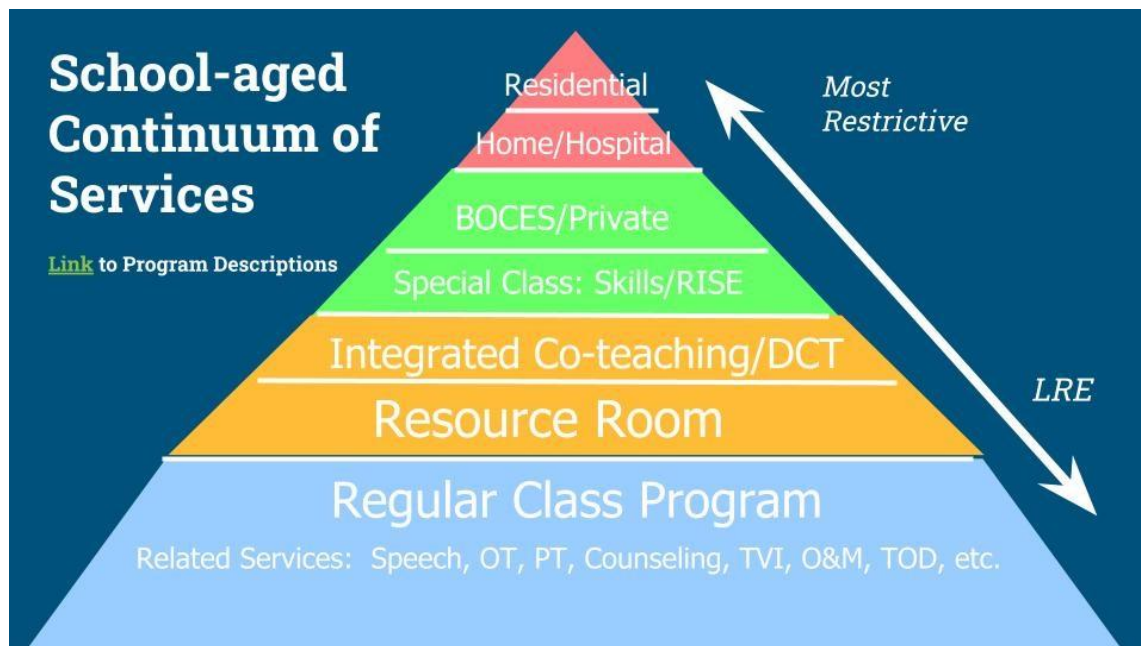 School-aged
Continuum of
Services
Link to Program Descriptions
Residential
Home/Hospital
BOCES/Private
Special Class: Skills/RISE
Integrated Co-teaching/DCT
Resource Room
Regular Class Program
Related Services: Speech, OT, PT, Counseling, TVI, O&M, TOD, etc.
Most
Restrictive
LRE